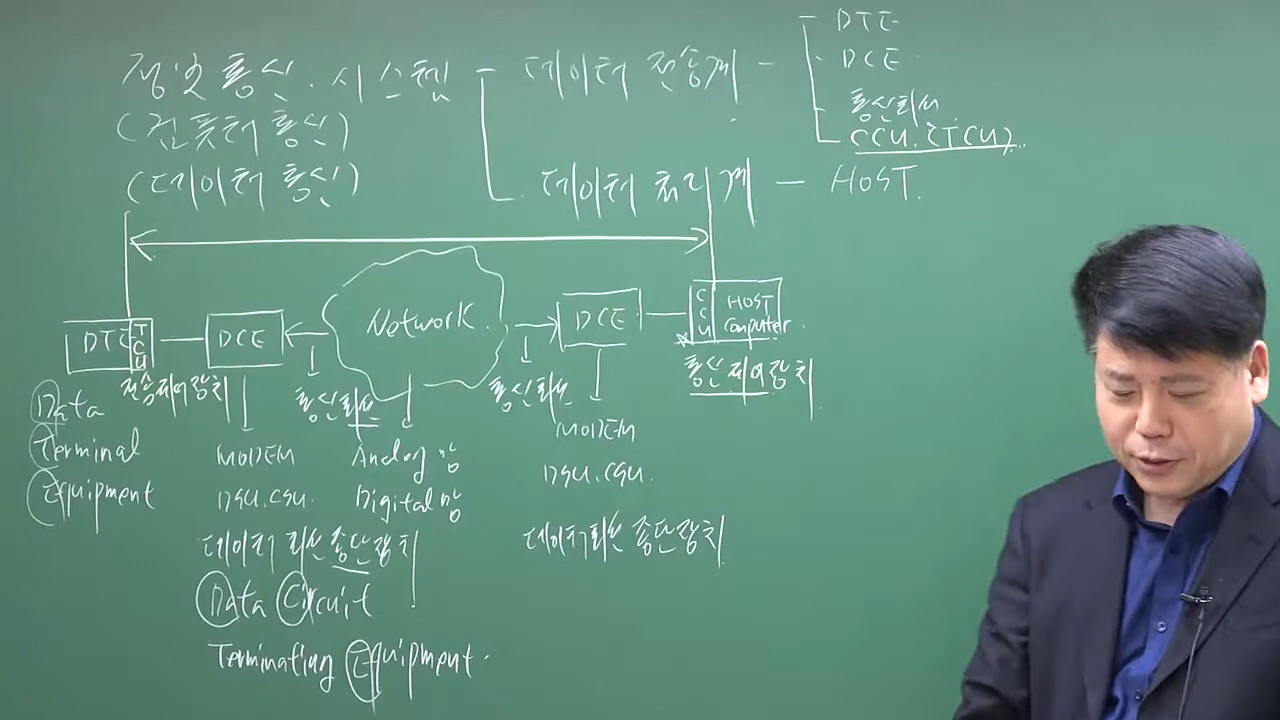 정보통신·시스템 - 데이터 전송계 - DTE
DCE
통신회선
CCU.(TCU)
(컴퓨터통신)
(데이터 통신)
데이터 처리계 - HOST.
DTE TCU
DCE
Network.
DCE
CCU
HOST Computer.
전송제어장치
통신회선
통신회선
통신제어장치
Data
Terminal
Equipment
MODEM
DSU.CSU.
Analog 망
Digital 망
MODEM
DSU.CSU.
데이터 회선 종단장치
데이터회선 종단장치
Data Circuit
Terminating Equipment.